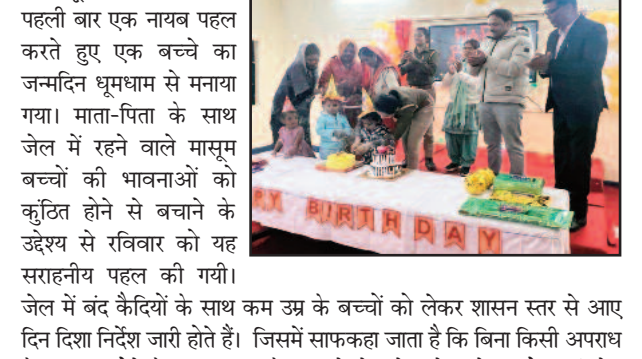 पहली बार एक नायब पहल
करते हुए एक बच्चे का
जन्मदिन धूमधाम से मनाया
गया। माता-पिता के साथ
जेल में रहने वाले मासूम
बच्चों की भावनाओं को
कुंठित होने से बचाने के
उद्देश्य से रविवार को यह
सराहनीय पहल की गयी।
RY BIRTHDAY
जेल में बंद कैदियों के साथ कम उम्र के बच्चों को लेकर शासन स्तर से आए
दिन दिशा निर्देश जारी होते हैं। जिसमें साफकहा जाता है कि बिना किसी अपराध